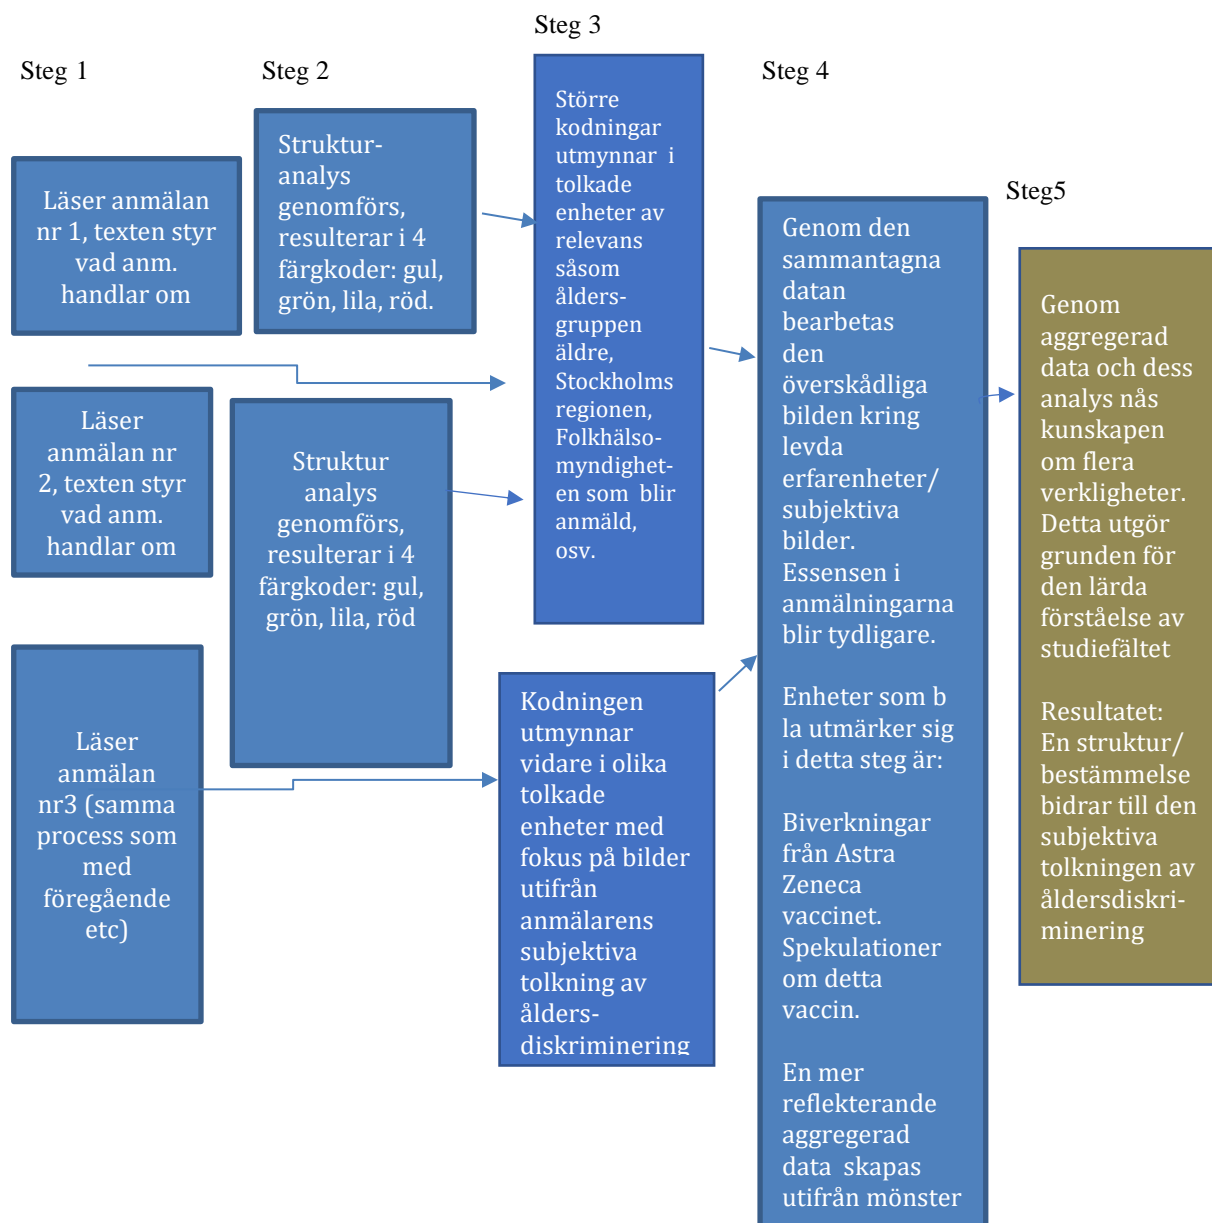 Steg 1
Läser anmälan
nr 1, texten styr
vad anm.
handlar om
Läser
anmälan nr
2, texten styr
vad anm.
handlar om
Läser
anmälan
nr3 (samma
process som
med
föregående
etc)
Steg 2
Struktur-
analys
genomförs,
resulterar i 4
färgkoder: gul,
grön, lila, röd.
Struktur
analys
genomförs,
resulterar i 4
färgkoder: gul,
grön, lila, röd
Steg 3
Större
kodningar
utmynnar i
tolkade
enheter av
relevans
såsom
ålders-
gruppen
äldre,
Stockholms
regionen,
Folkhälso-
myndighet-
en som blir
anmäld,
osv.
Kodningen
utmynnar
vidare i olika
tolkade
enheter med
fokus på bilder
utifrån
anmälarens
subjektiva
tolkning av
ålders-
diskriminering
Steg 4
Genom den
sammantagna
datan
bearbetas
den
överskådliga
bilden kring
levda
erfarenheter/
subjektiva
bilder.
Essensen i
anmälningarna
blir tydligare.
Enheter som b
la utmärker sig
i detta steg är:
Biverkningar
från Astra
Zeneca
vaccinet.
Spekulationer
om detta
vaccin.
En mer
reflekterande
aggregerad
data skapas
utifrån mönster
Steg5
Genom
aggregerad
data och dess
analys nås
kunskapen
om flera
verkligheter.
Detta utgör
grunden för
den lärda
förståelse av
studiefältet
Resultatet:
En struktur/
bestämmelse
bidrar till den
subjektiva
tolkningen av
åldersdiskri-
minering